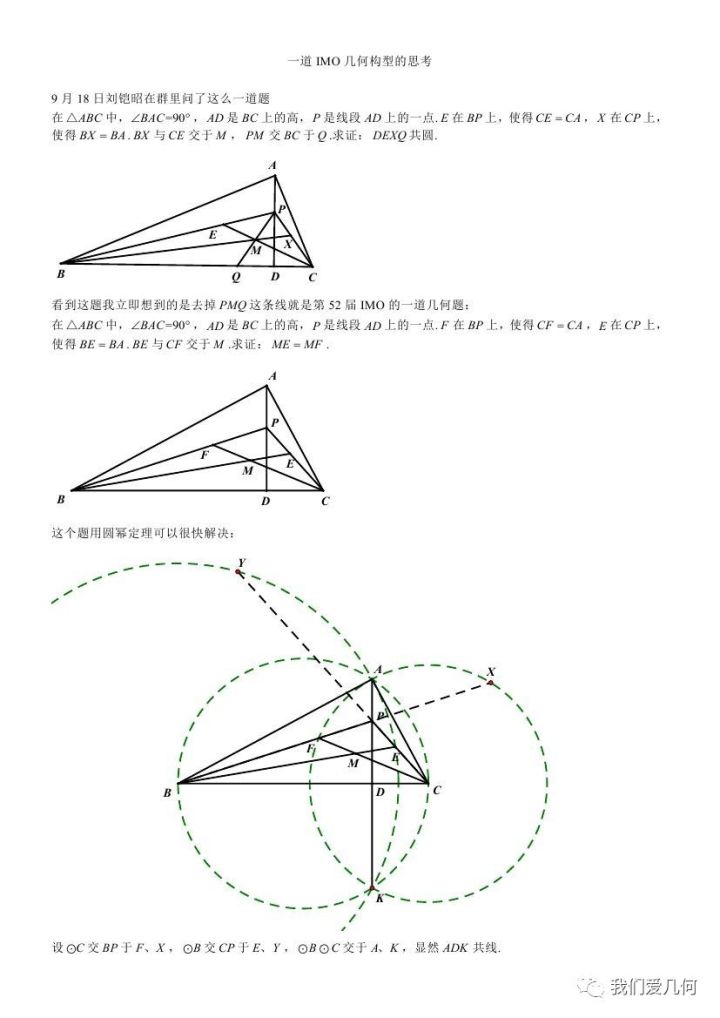 一道 IMO 几何构型的思考
9 月 18 日刘铠昭在群里问了这么一道题
在△ABC 中，∠BAC=90°，AD 是 BC 上的高，P 是线段 AD 上的一点.E 在 BP 上，使得 CE = CA，X 在 CP 上，
使得 BX = BA . BX 与 CE 交于 M ，PM 交 BC 于 Q .求证：DEXQ 共圆.
A
P
E
M
X
B
Q
D
C
看到这题我立即想到的是去掉 PMQ 这条线就是第 52 届 IMO 的一道几何题：
在△ABC 中，∠BAC=90°，AD 是 BC 上的高，P 是线段 AD 上的一点. F 在 BP 上，使得 CF = CA，E 在 CP 上，
使得 BE = BA . BE 与 CF 交于 M .求证：ME = MF .
A
P
F
M
E
B
D
C
这个题用圆幂定理可以很快解决：
Y
A
X
P
F
M
E
B
D
C
K
设⊙C 交 BP 于 F、X，⊙B 交 CP 于 E、Y，⊙B⊙C 交于 A、K，显然 ADK 共线.
我们爱几何